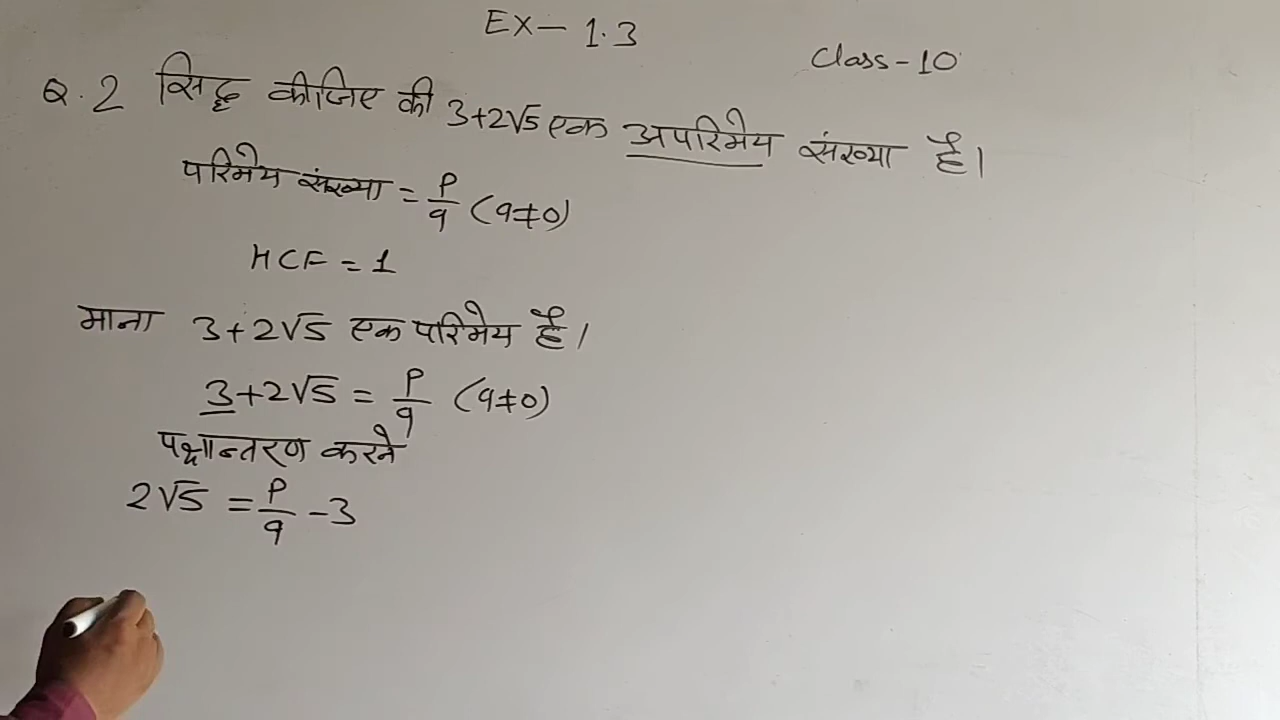 EX- 1.3
Class-10
Q.2 सिद्ध कीजिए की 3+2√5 एक अपरिमेय संख्या है।
परिमेय संख्या = p/q (q≠0)
HCF = 1
माना 3+2√5 एक परिमेय है।
3+2√5 = p/q (q≠0)
पक्षान्तरण करने
2√5 = p/q -3